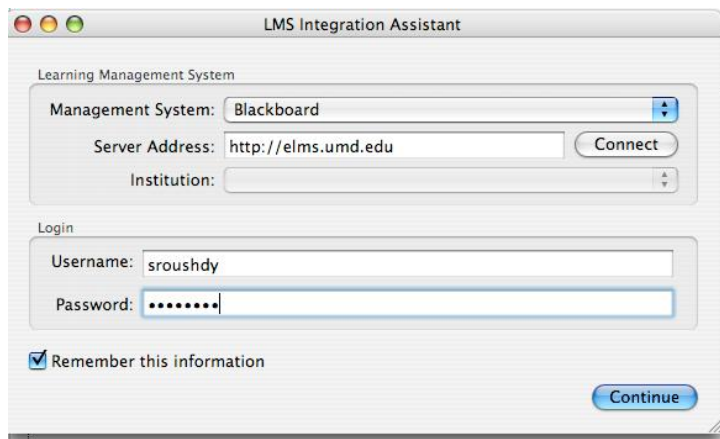 LMS Integration Assistant
Learning Management System
Management System: Blackboard
Server Address: http://elms.umd.edu Connect
Institution:
Login
Username: sroushdy
Password: ••••••••
Remember this information
Continue